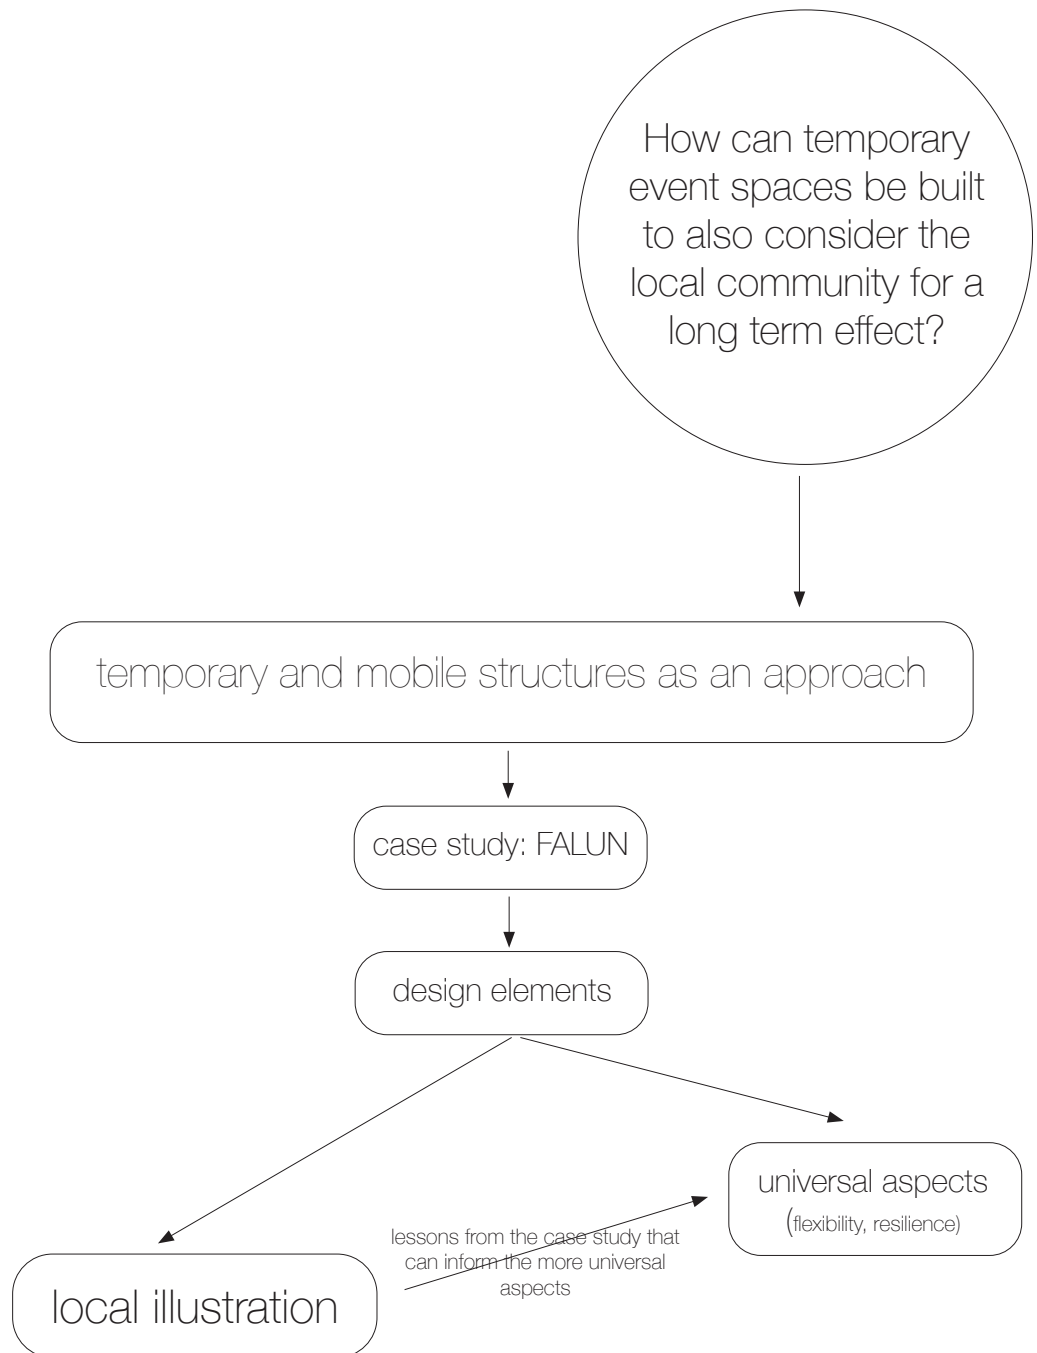 How can temporary
event spaces be built
to also consider the
local community for a
long term effect?
temporary and mobile structures as an approach
case study: FALUN
design elements
universal aspects
(flexibility, resilience)
lessons from the case study that
can inform the more universal
aspects
local illustration